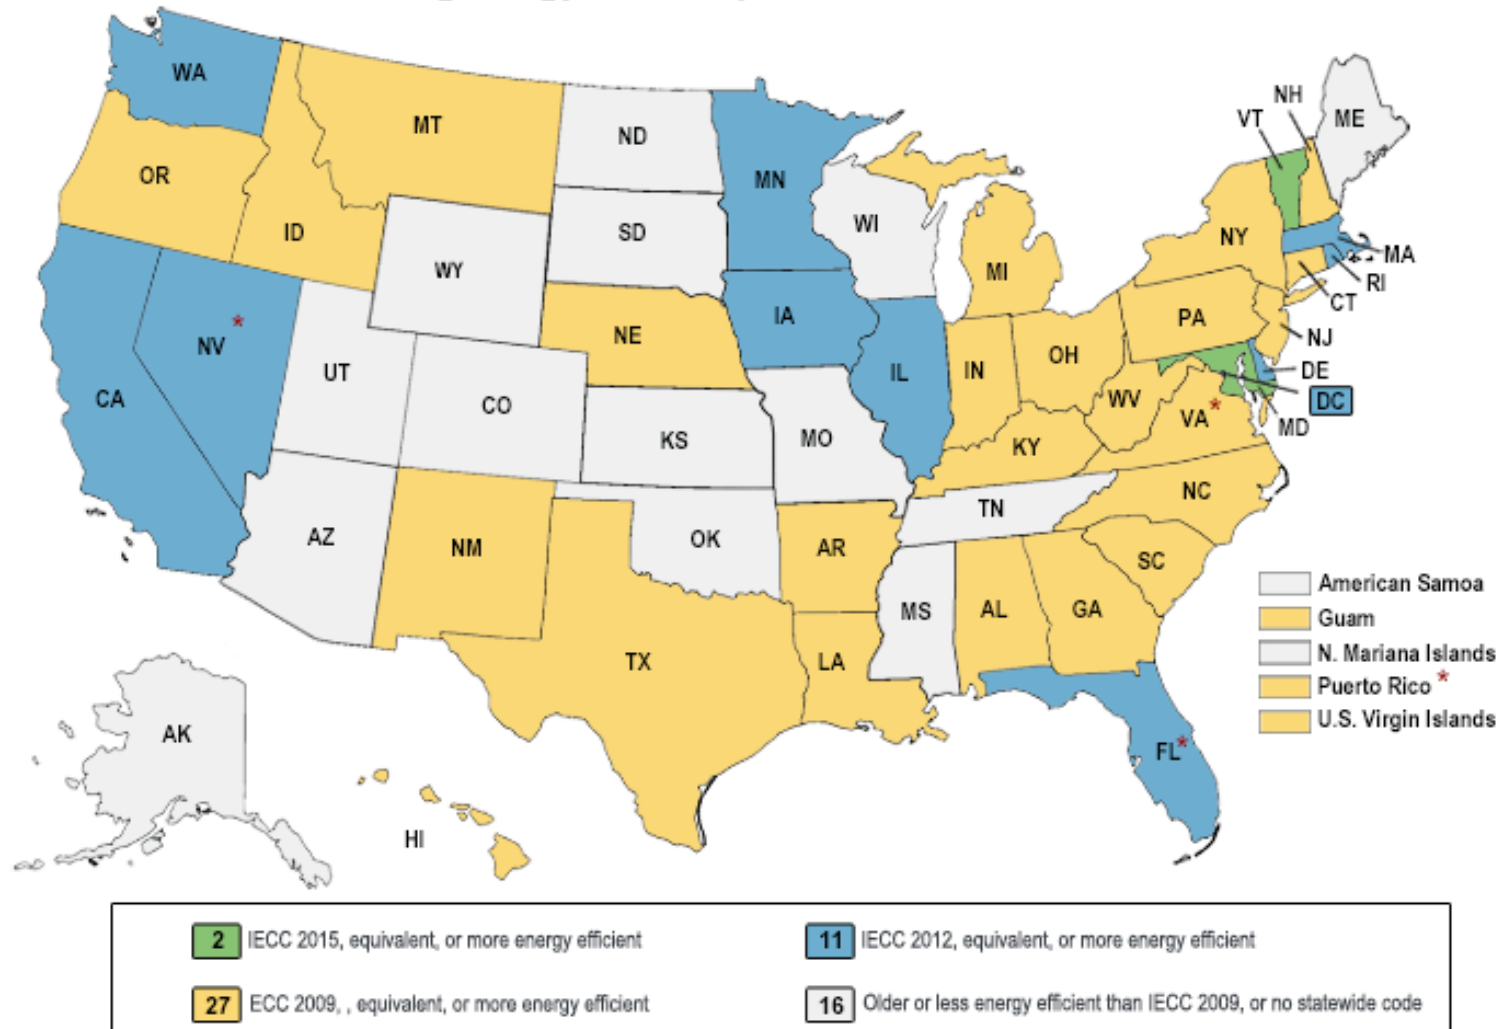 WA
MT
ND
MN
OR
ID
SD
WI
WY
NH
VT
ME
NY
MI
MA
RI
CT
NV *
NE
IA
PA
NJ
CA
UT
CO
IL
IN
OH
DE
DC
WV
VA *
MD
KS
MO
KY
NC
TN
AZ
NM
OK
AR
SC
MS
AL
GA
TX
LA
FL *
AK
HI
American Samoa
Guam
N. Mariana Islands
Puerto Rico *
U.S. Virgin Islands
2 IECC 2015, equivalent, or more energy efficient
11 IECC 2012, equivalent, or more energy efficient
27 ECC 2009, , equivalent, or more energy efficient
16 Older or less energy efficient than IECC 2009, or no statewide code